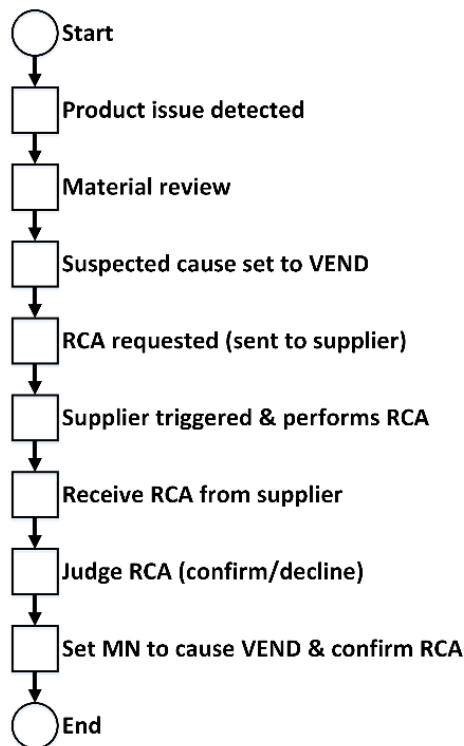 Start
Product issue detected
Material review
Suspected cause set to VEND
RCA requested (sent to supplier)
Supplier triggered & performs RCA
Receive RCA from supplier
Judge RCA (confirm/decline)
Set MN to cause VEND & confirm RCA
End